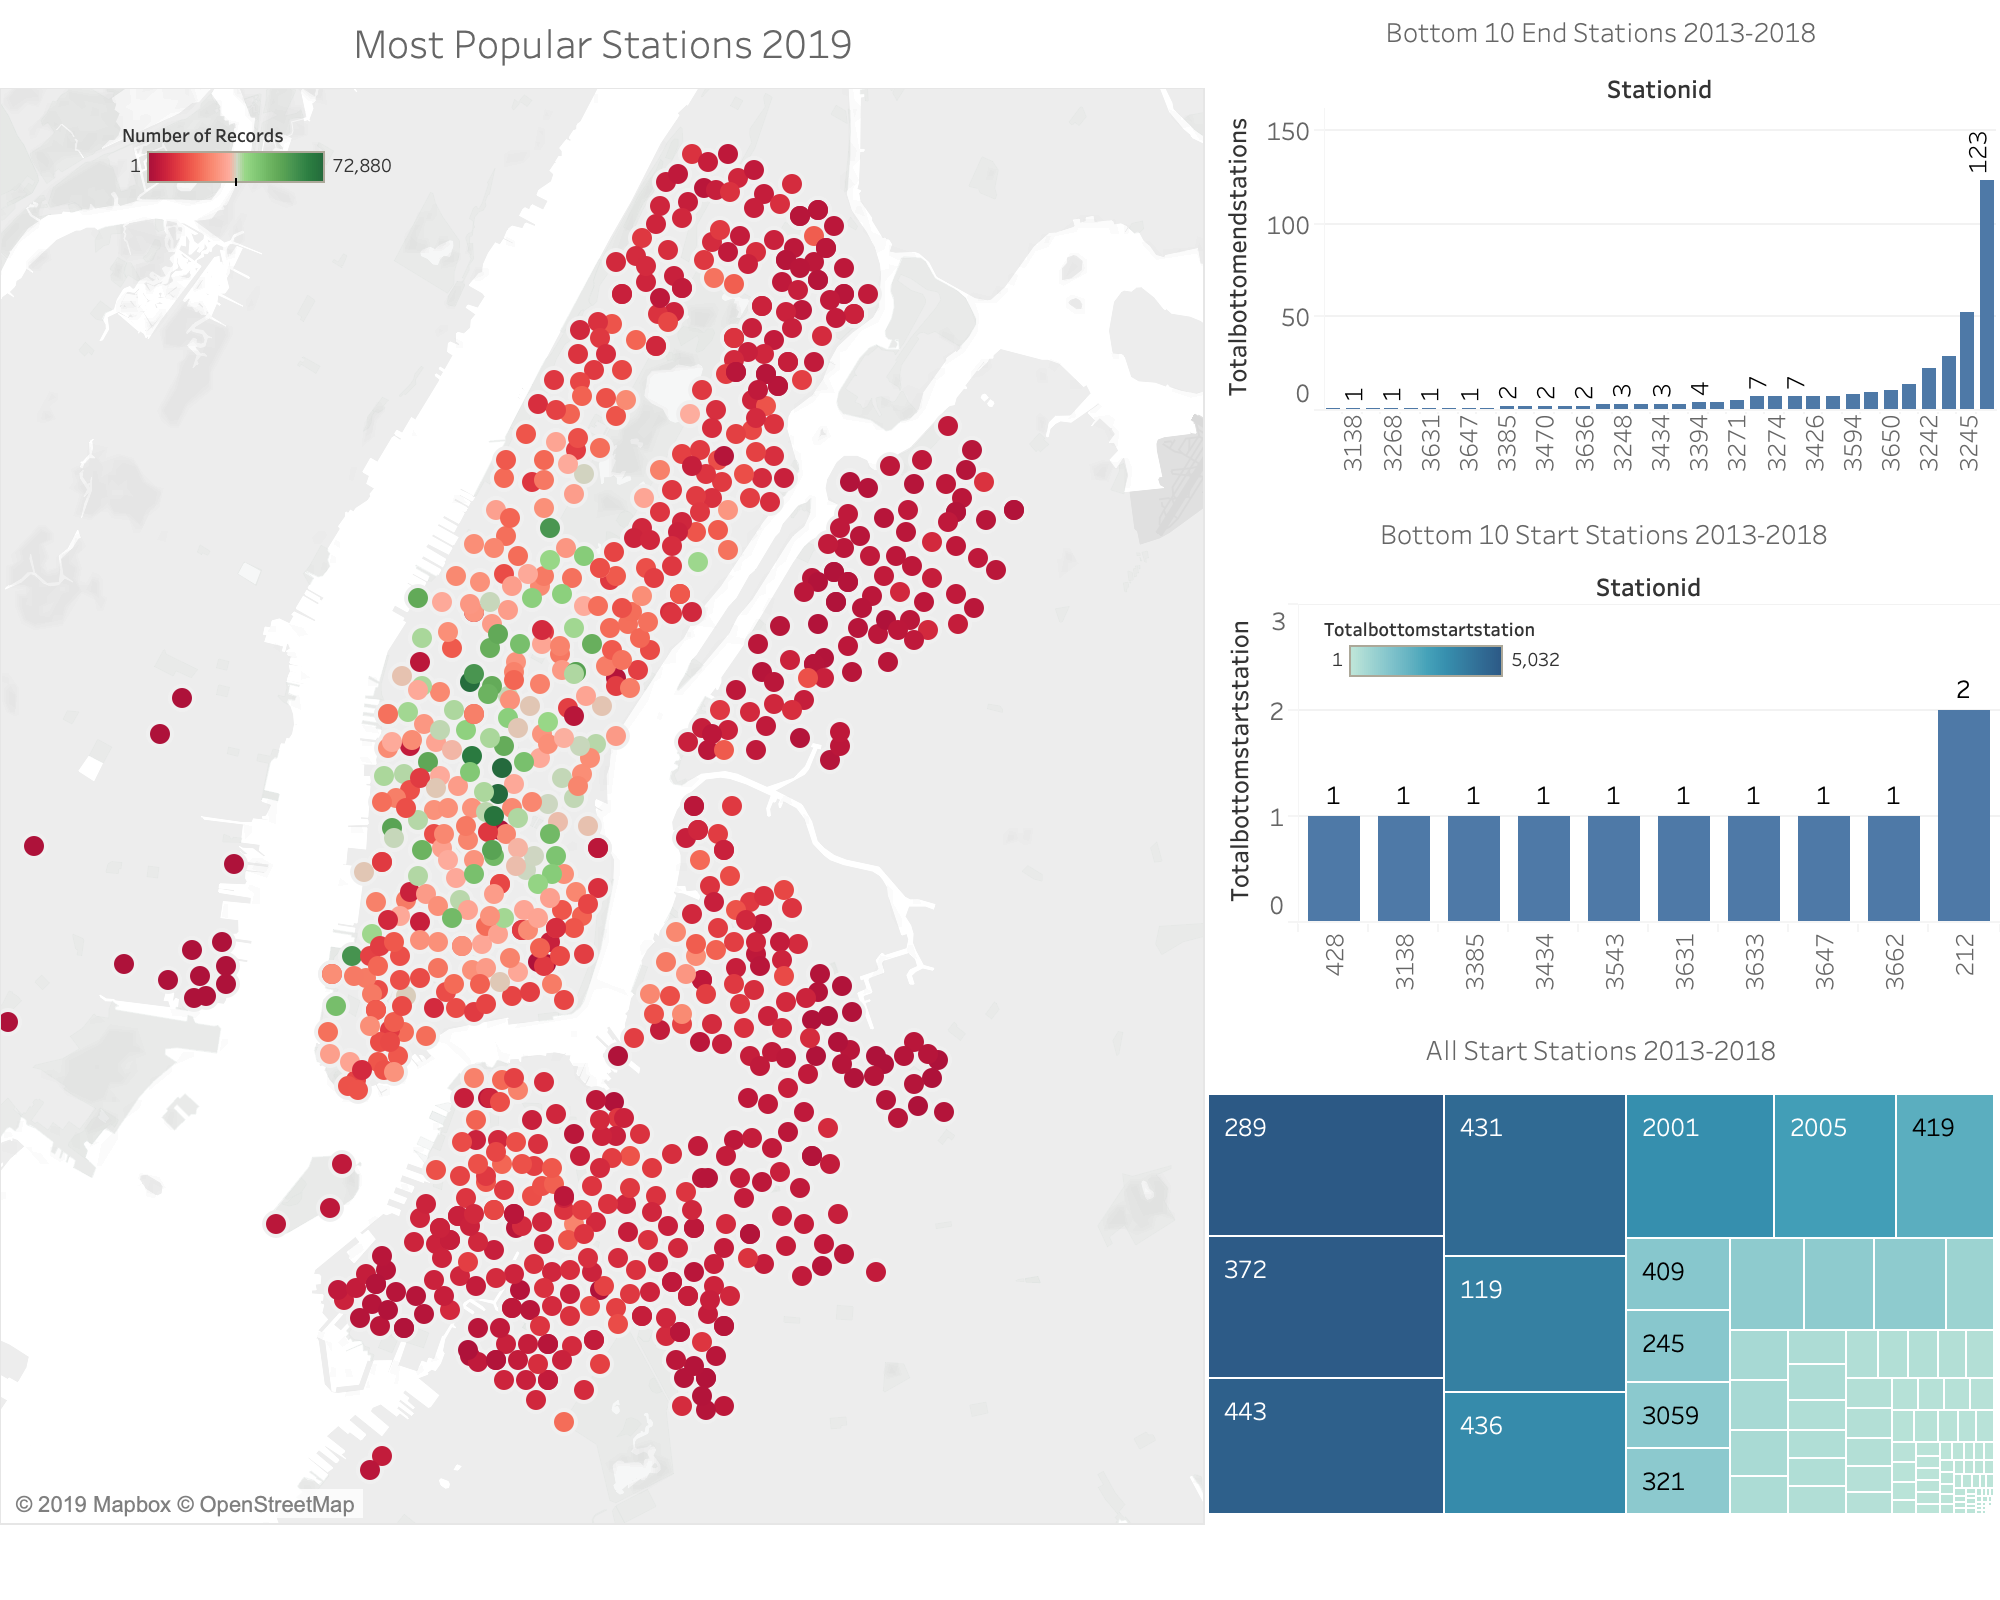 Most Popular Stations 2019
Number of Records
1 72,880
© 2019 Mapbox © OpenStreetMap
Bottom 10 End Stations 2013-2018
Stationid
Totalbottomendstations
150
100
50
0
1 1 1 1 2 2 2 3 3 4 7 7 123
3138 3268 3631 3647 3385 3470 3636 3248 3434 3394 3271 3274 3426 3594 3650 3242 3245
Bottom 10 Start Stations 2013-2018
Stationid
Totalbottomstartstation
Totalbottomstartstation
1 5,032
3
2
1
0
1 1 1 1 1 1 1 1 1 2
428 3138 3385 3434 3543 3631 3633 3647 3662 212
All Start Stations 2013-2018
289 431 2001 2005 419
372 409
119
245
443 3059
436
321